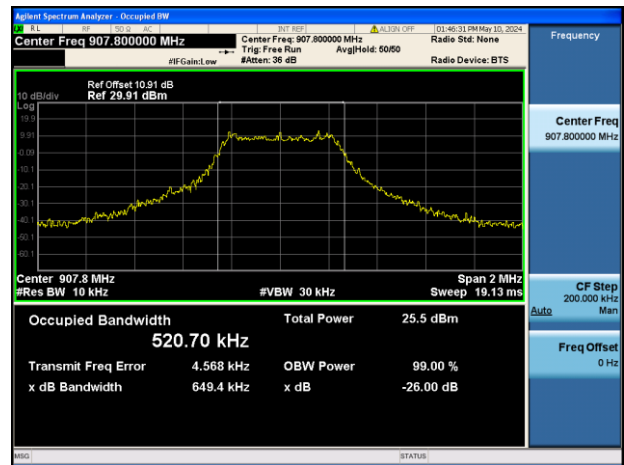 Agilent Spectrum Analyzer - Occupied BW
RL RF 50 Ω AC INT REF ALIGN OFF 01:46:31 PM May 10, 2024
Center Freq 907.800000 MHz Center Freq: 907.800000 MHz Radio Std: None
Trig: Free Run Avg|Hold: 50/50
#IFGain:Low #Atten: 36 dB Radio Device: BTS
Ref Offset 10.91 dB
10 dB/div Ref 29.91 dBm
Log
19.9
9.91
-0.09
-10.1
-20.1
-30.1
-40.1
-50.1
-60.1
Center 907.8 MHz Span 2 MHz
#Res BW 10 kHz #VBW 30 kHz Sweep 19.13 ms
Occupied Bandwidth Total Power 25.5 dBm
520.70 kHz
Transmit Freq Error 4.568 kHz OBW Power 99.00 %
x dB Bandwidth 649.4 kHz x dB -26.00 dB
MSG STATUS
Frequency
Center Freq
907.800000 MHz
CF Step
200.000 kHz
Auto Man
Freq Offset
0 Hz